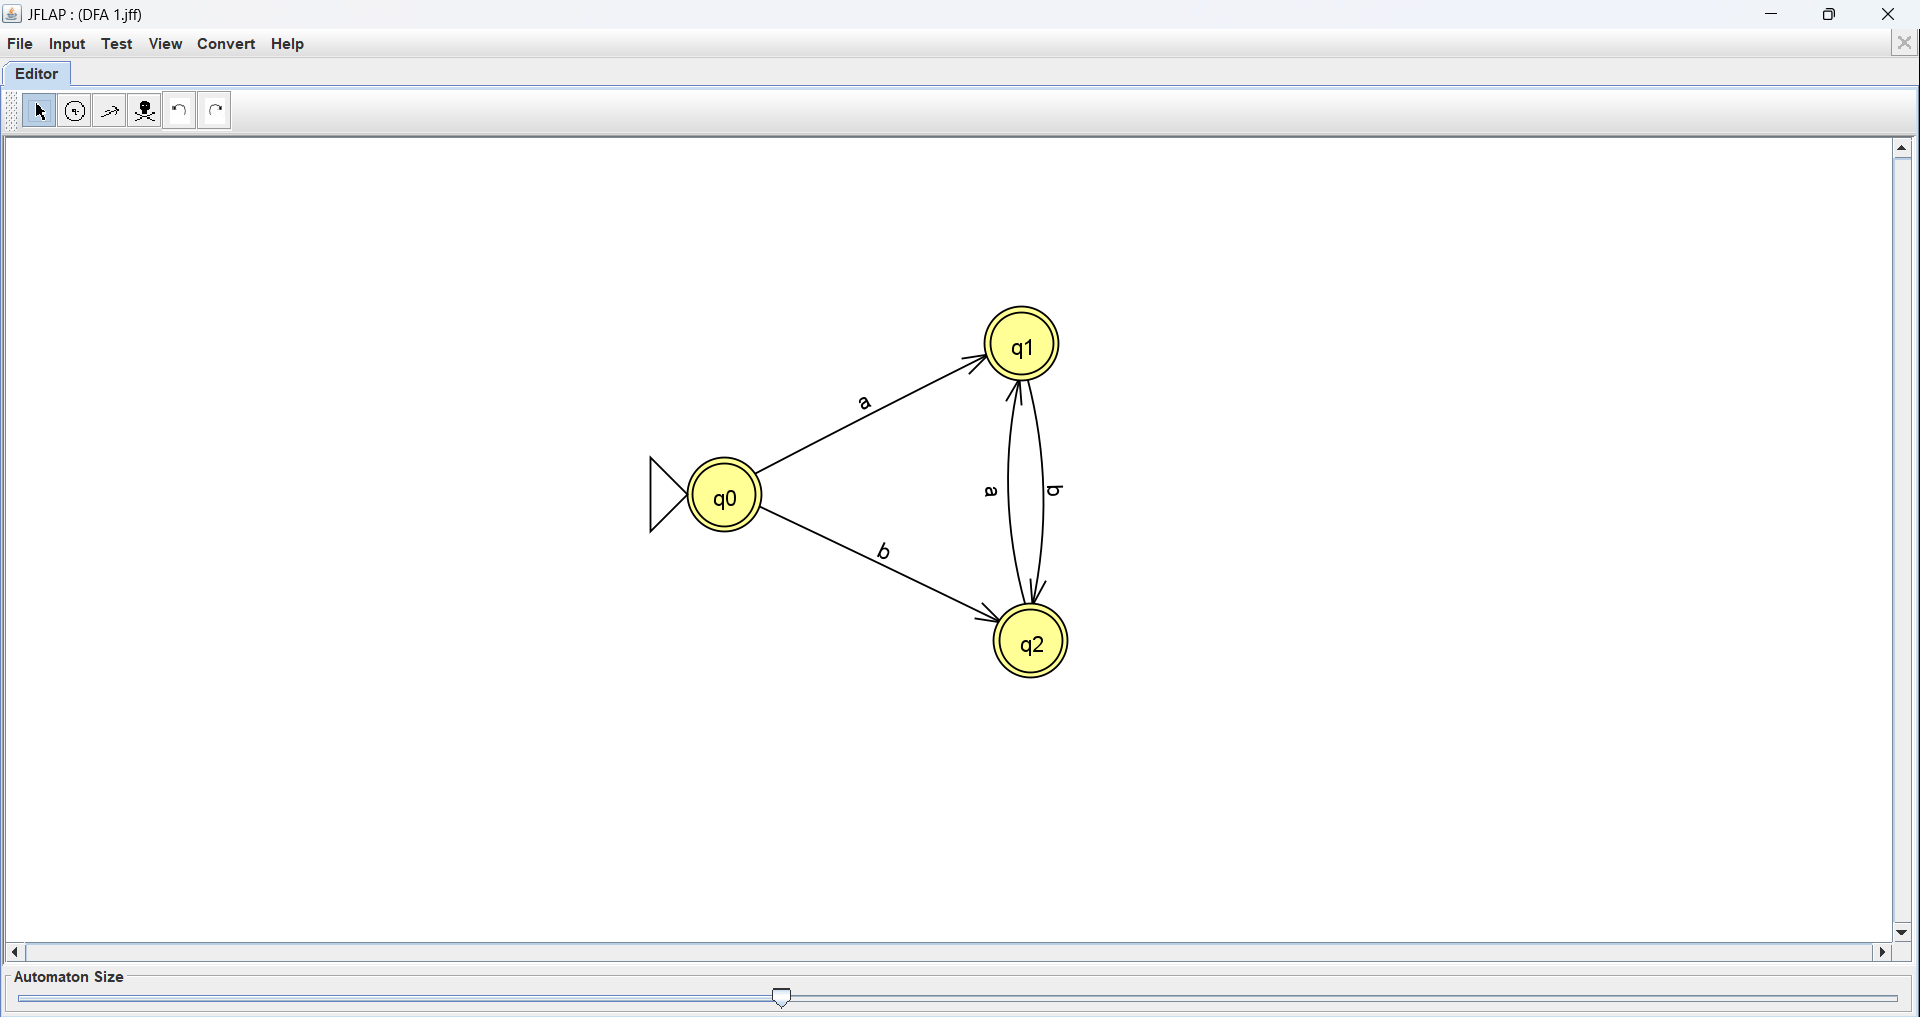 JFLAP : (DFA 1.jff)
File Input Test View Convert Help
Editor
q1
a
q0
a b
b
q2
Automaton Size